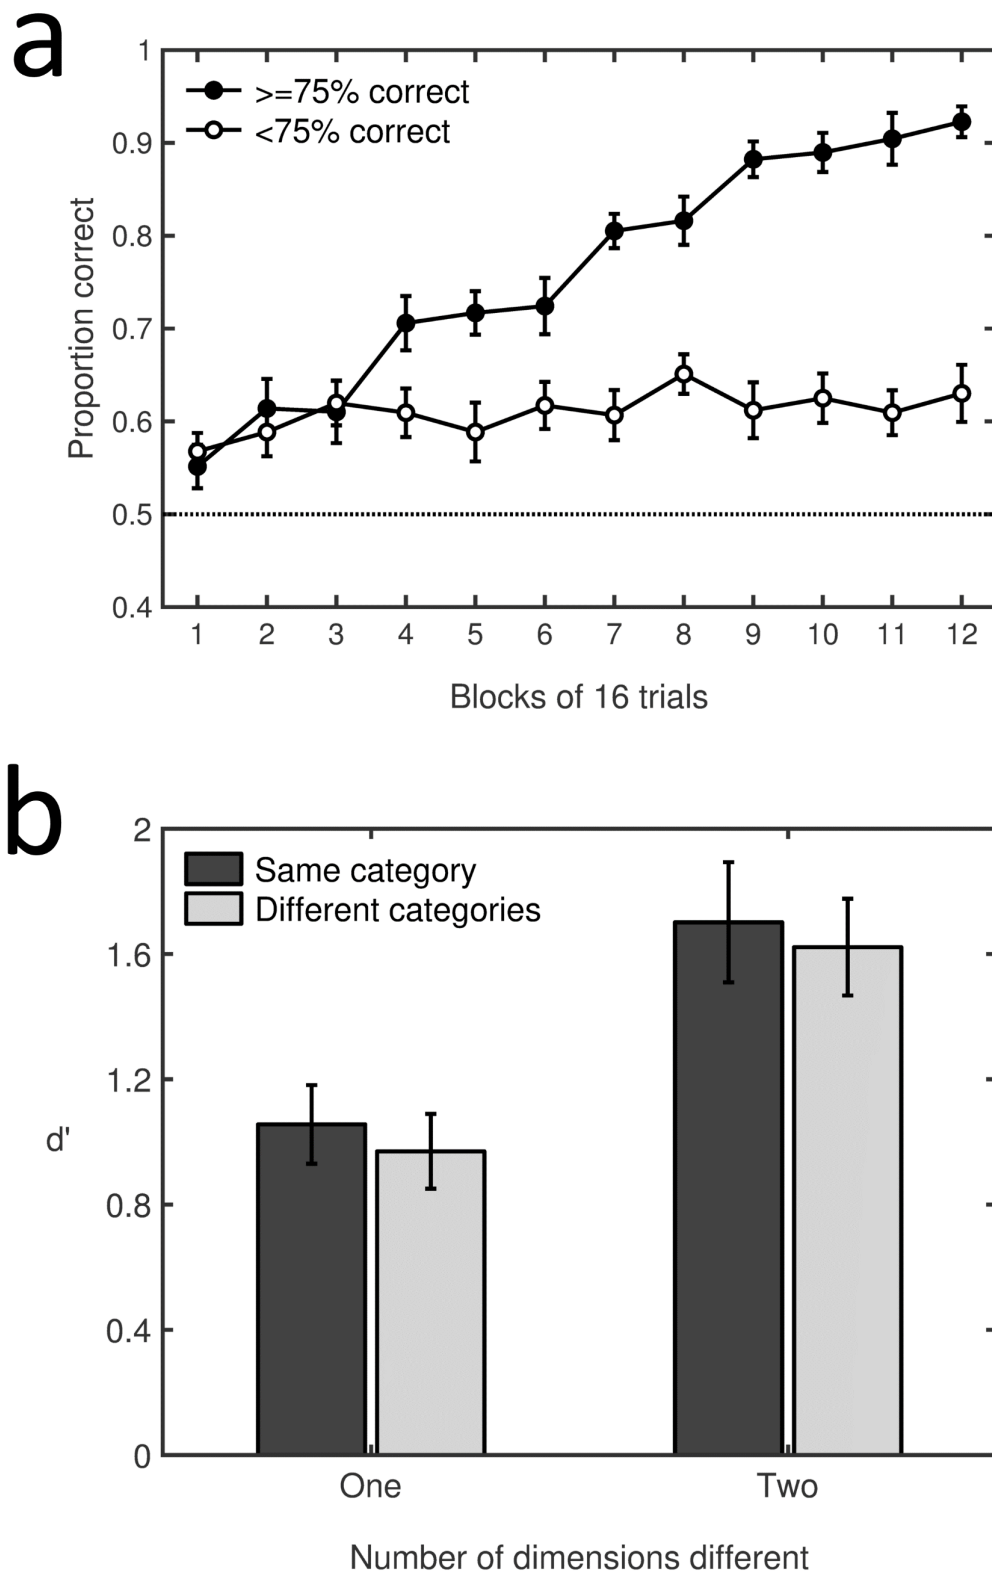 a
1
>=75% correct
<75% correct
0.9
0.8
0.7
0.6
0.5
0.4
Proportion correct
1 2 3 4 5 6 7 8 9 10 11 12
Blocks of 16 trials
b
2
Same category
Different categories
1.6
1.2
d'
0.8
0.4
0
One Two
Number of dimensions different